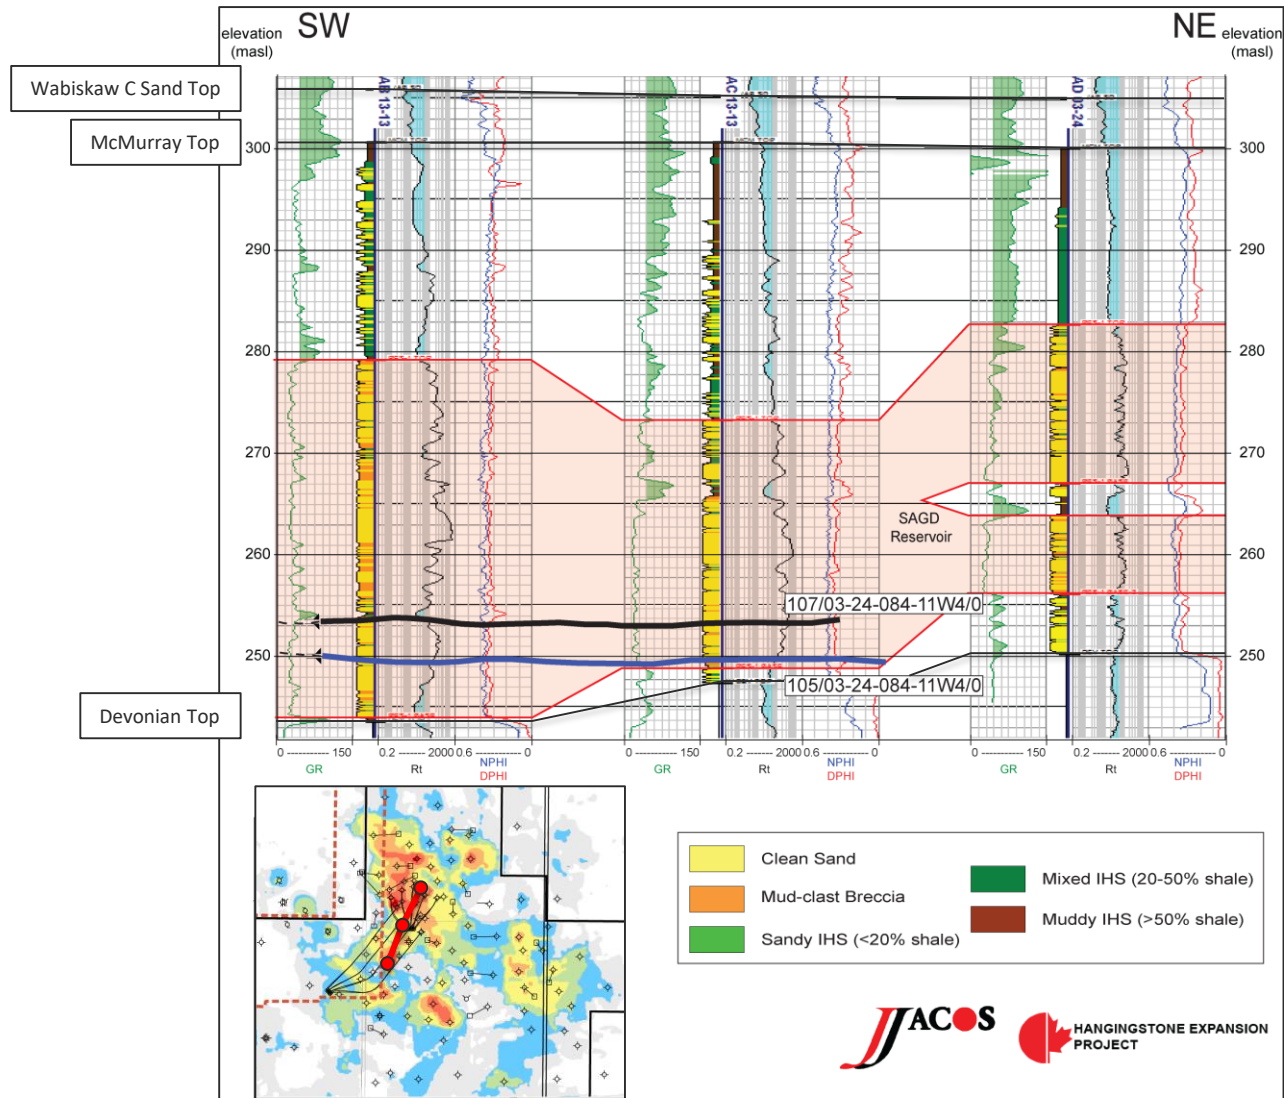 elevation
(masl)
SW
NE
elevation
(masl)
Wabiskaw C Sand Top
McMurray Top
Devonian Top
AB 13-13
AC 13-13
AD 03-24
300
290
280
270
260
250
300
290
280
270
260
250
SAGD
Reservoir
107/03-24-084-11W4/0
105/03-24-084-11W4/0
0 ---------- 150
0.2 ------- 2000
0.6 ---------- 0
GR
Rt
NPHI
DPHI
0 ---------- 150
0.2 ------- 2000
0.6 ---------- 0
GR
Rt
NPHI
DPHI
0 ---------- 150
0.2 ------- 2000
0.6 ---------- 0
GR
Rt
NPHI
DPHI
Clean Sand
Mud-clast Breccia
Sandy IHS (<20% shale)
Mixed IHS (20-50% shale)
Muddy IHS (>50% shale)
JACOS
HANGINGSTONE EXPANSION
PROJECT